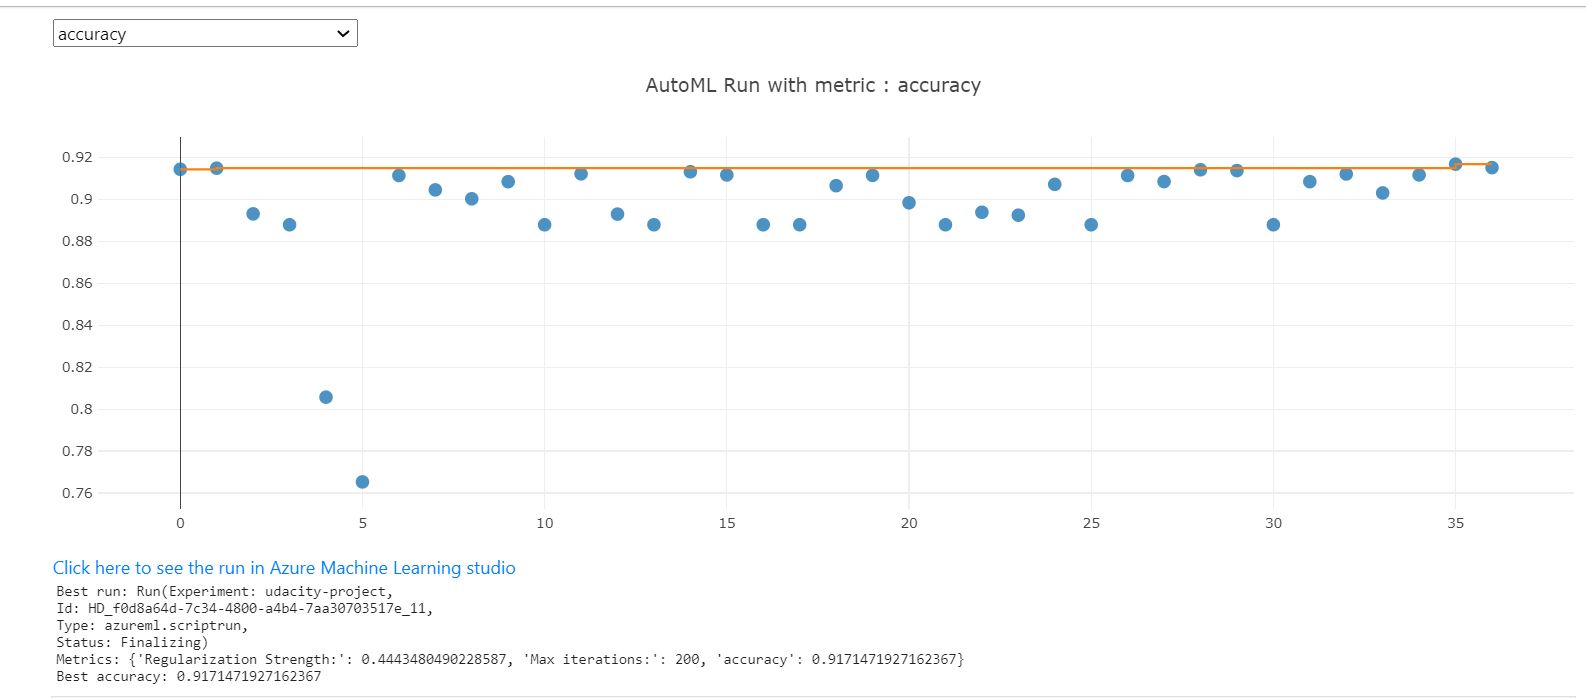 accuracy
AutoML Run with metric : accuracy
0.92
0.9
0.88
0.86
0.84
0.82
0.8
0.78
0.76
0 5 10 15 20 25 30 35
Click here to see the run in Azure Machine Learning studio
Best run: Run(Experiment: udacity-project,
Id: HD_f0d8a64d-7c34-4800-a4b4-7aa30703517e_11,
Type: azureml.scriptrun,
Status: Finalizing)
Metrics: {'Regularization Strength:': 0.4443480490228587, 'Max iterations:': 200, 'accuracy': 0.9171471927162367}
Best accuracy: 0.9171471927162367